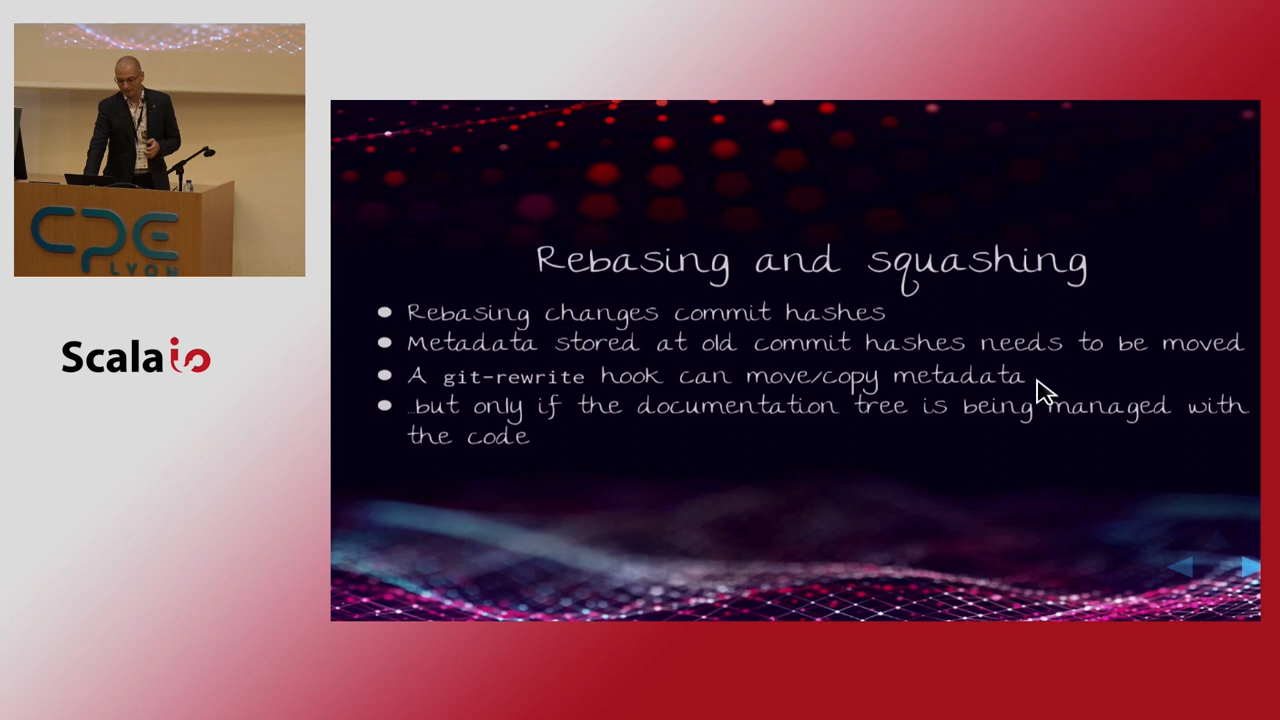 CPE
LYON
Scala io
Rebasing and squashing
Rebasing changes commit hashes
Metadata stored at old commit hashes needs to be moved
A git-rewrite hook can move/copy metadata
…but only if the documentation tree is being managed with
the code